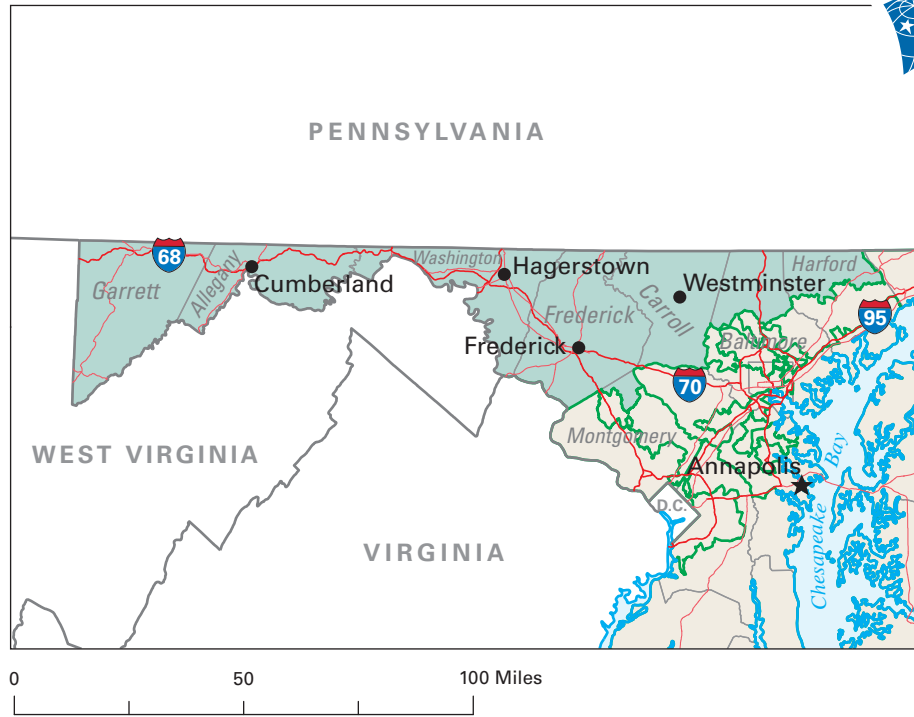 PENNSYLVANIA
68
Garrett
Allegany
Cumberland
Washington
Hagerstown
Frederick
Frederick
Carroll
Westminster
Harford
Baltimore
95
70
Montgomery
Annapolis
D.C.
Chesapeake Bay
WEST VIRGINIA
VIRGINIA
0 50 100 Miles